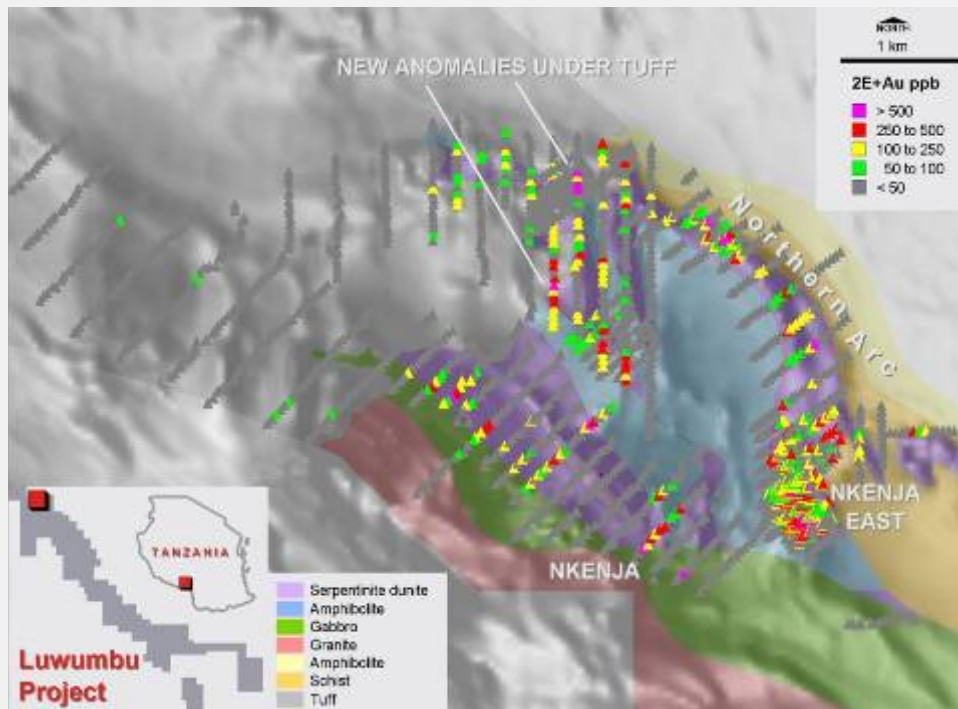 NORTH
1 km
2E+Au ppb
> 500
250 to 500
100 to 250
50 to 100
< 50
NEW ANOMALIES UNDER TUFF
Northern Arc
NKENJA
EAST
NKENJA
TANZANIA
Luwumbu
Project
Serpentinite dunite
Amphibolite
Gabbro
Granite
Amphibolite
Schist
Tuff